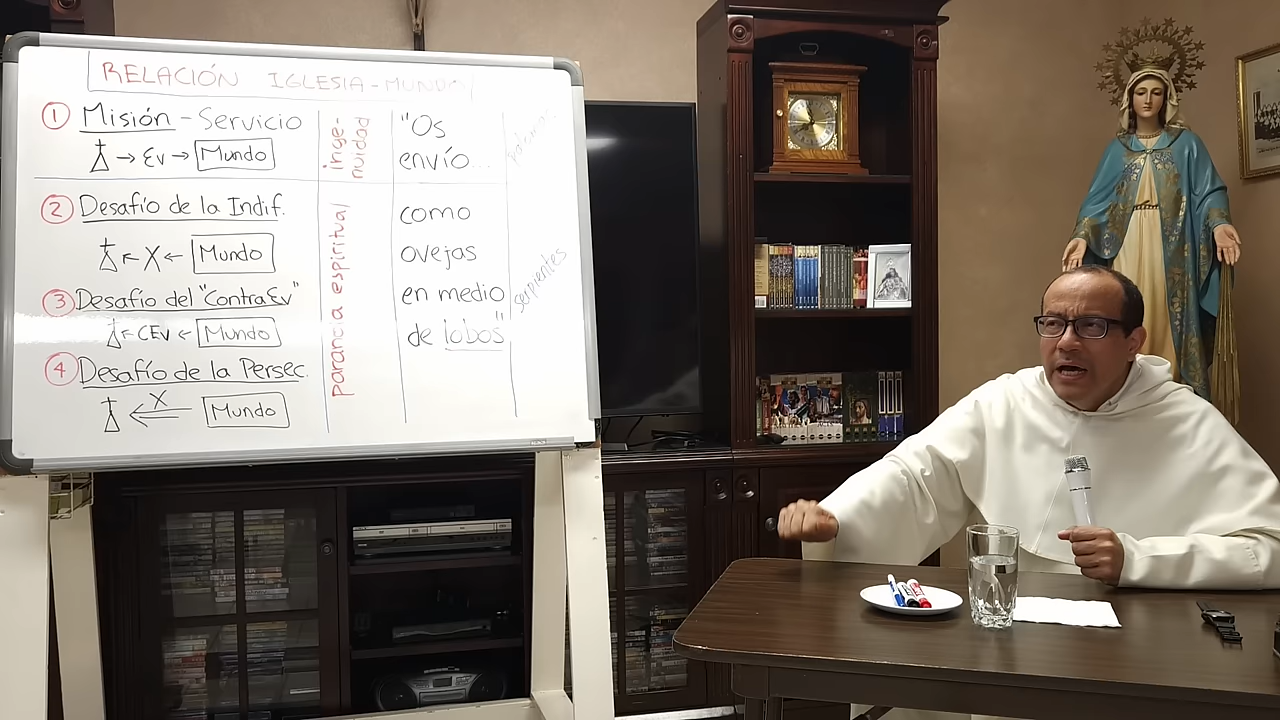 RELACIÓN IGLESIA-MUNDO
① Misión - Servicio
→ Ev → Mundo
② Desafío de la Indif.
← X ← Mundo
③ Desafío del "ContraEv"
← CEv ← Mundo
④ Desafío de la Persec.
X
Mundo
inge-
nuidad
paranoia espiritual
"Os
envío...
como
ovejas
en medio
de lobos"
serpientes